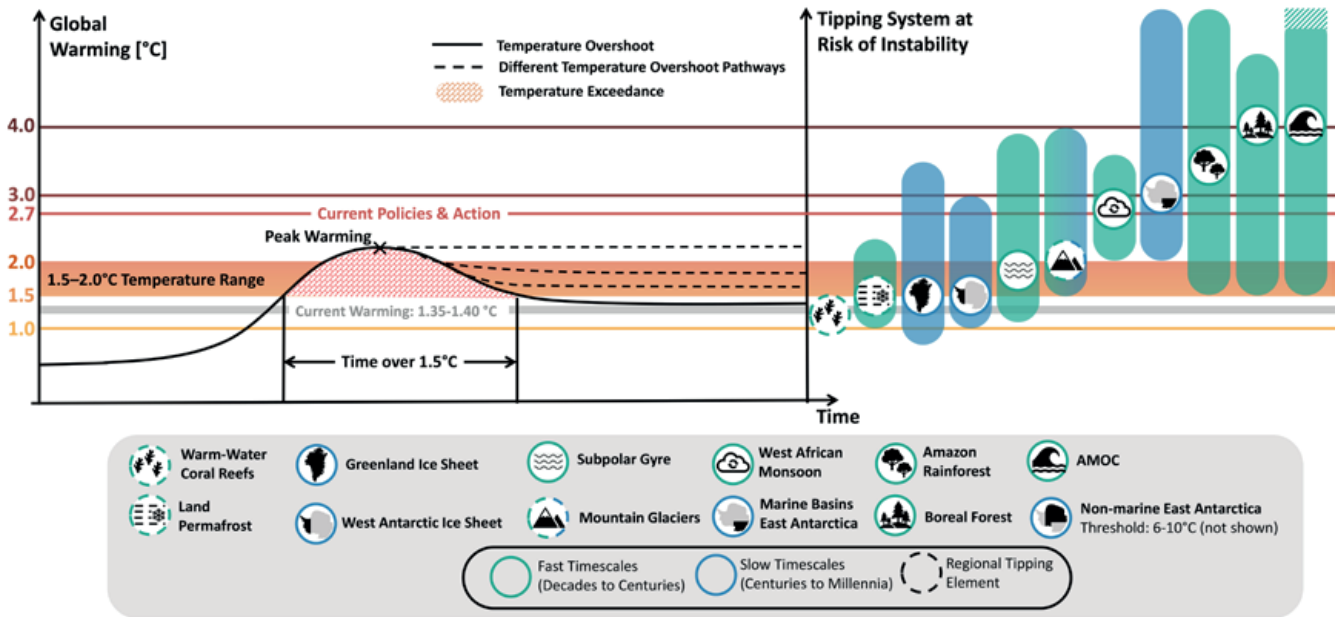 Global
Warming [°C]
Temperature Overshoot
Different Temperature Overshoot Pathways
Temperature Exceedance
Tipping System at
Risk of Instability
4.0
3.0
2.7
Current Policies & Action
Peak Warming
2.0
1.5–2.0°C Temperature Range
1.5
Current Warming: 1.35-1.40 °C
1.0
Time over 1.5°C
Time
Warm-Water
Coral Reefs
Greenland Ice Sheet
Subpolar Gyre
West African
Monsoon
Amazon
Rainforest
AMOC
Land
Permafrost
West Antarctic Ice Sheet
Mountain Glaciers
Marine Basins
East Antarctica
Boreal Forest
Non-marine East Antarctica
Threshold: 6-10°C (not shown)
Fast Timescales
(Decades to Centuries)
Slow Timescales
(Centuries to Millennia)
Regional Tipping
Element